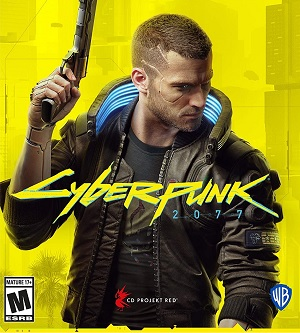 CYBERPUNK
2077
MATURE 17+
M
ESRB
CD PROJEKT RED
WB